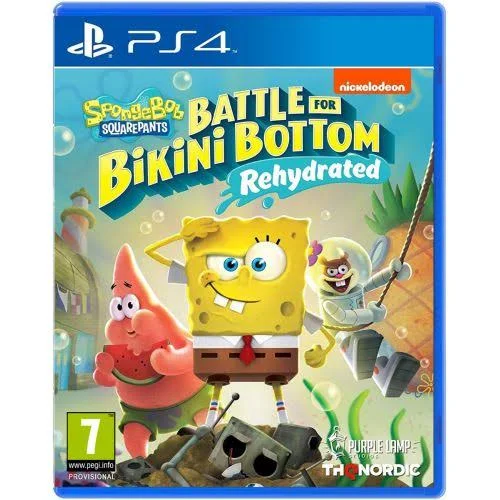 PS4
nickelodeon
SpongeBob
SQUAREPANTS
BATTLE FOR
BIKINI BOTTOM
Rehydrated
7
www.pegi.info
PROVISIONAL
PURPLE LAMP
STUDIOS
THQ NORDIC